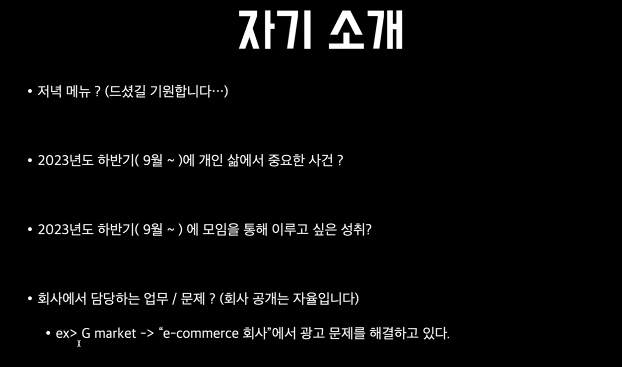 자기 소개
• 저녁 메뉴 ? (드셨길 기원합니다…)
• 2023년도 하반기( 9월 ~ )에 개인 삶에서 중요한 사건 ?
• 2023년도 하반기( 9월 ~ ) 에 모임을 통해 이루고 싶은 성취?
• 회사에서 담당하는 업무 / 문제 ? (회사 공개는 자율입니다)
• ex> G market -> “e-commerce 회사”에서 광고 문제를 해결하고 있다.